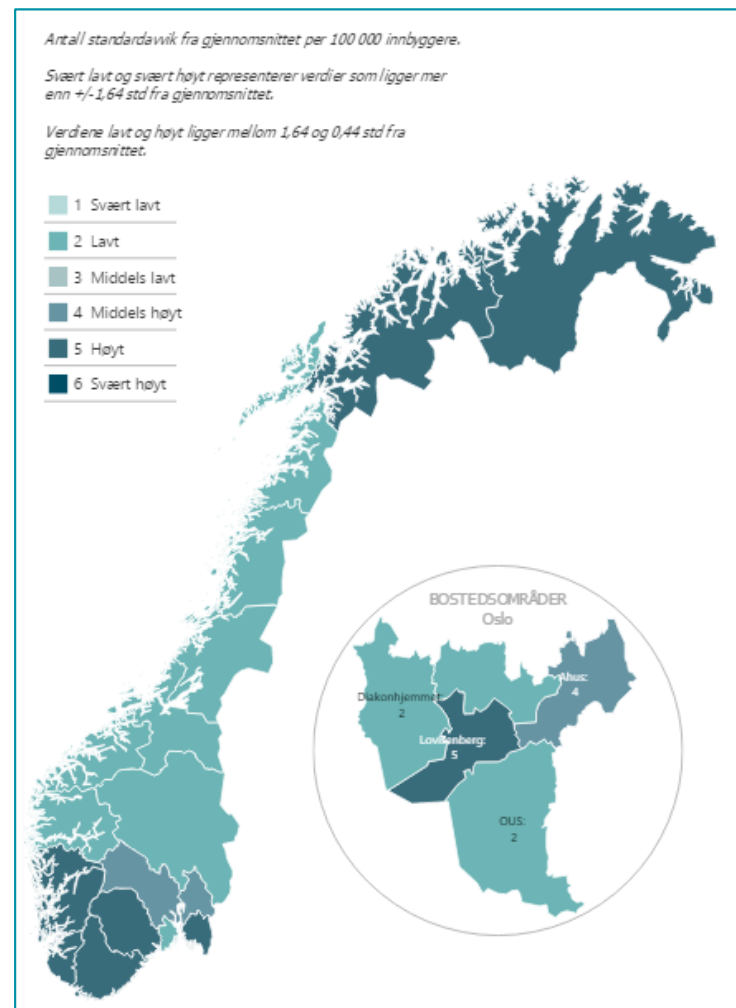 Antall standardavvik fra gjennomsnittet per 100 000 innbyggere.
Svært lavt og svært høyt representerer verdier som ligger mer
enn +/-1,64 std fra gjennomsnittet.
Verdiene lavt og høyt ligger mellom 1,64 og 0,44 std fra
gjennomsnittet.
1 Svært lavt
2 Lavt
3 Middels lavt
4 Middels høyt
5 Høyt
6 Svært høyt
BOSTEDSOMRÅDER
Oslo
Ahus:
4
Diakonhjemmet:
2
Lovisenberg:
5
OUS:
2